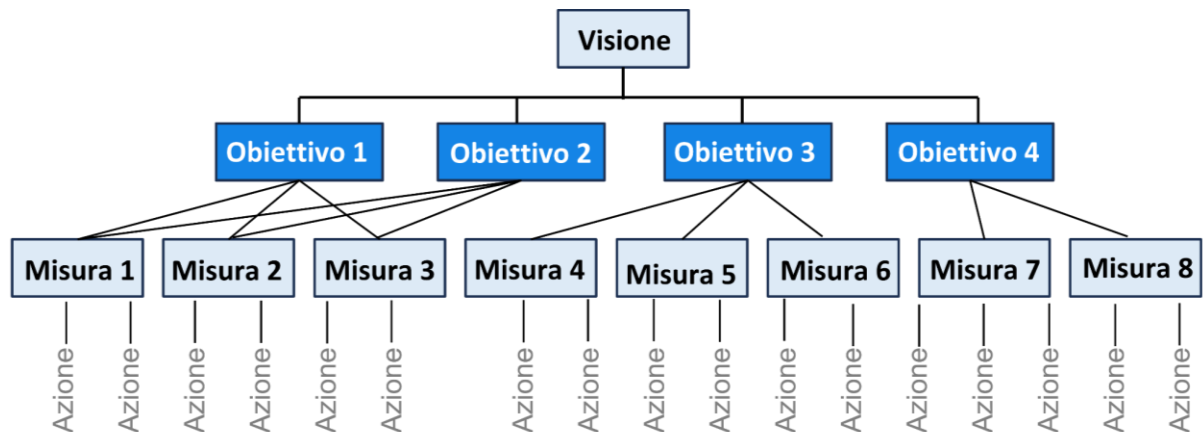 Visione
Obiettivo 1 Obiettivo 2 Obiettivo 3 Obiettivo 4
Misura 1 Misura 2 Misura 3 Misura 4 Misura 5 Misura 6 Misura 7 Misura 8
Azione Azione Azione Azione Azione Azione Azione Azione Azione Azione Azione Azione Azione Azione Azione Azione Azione